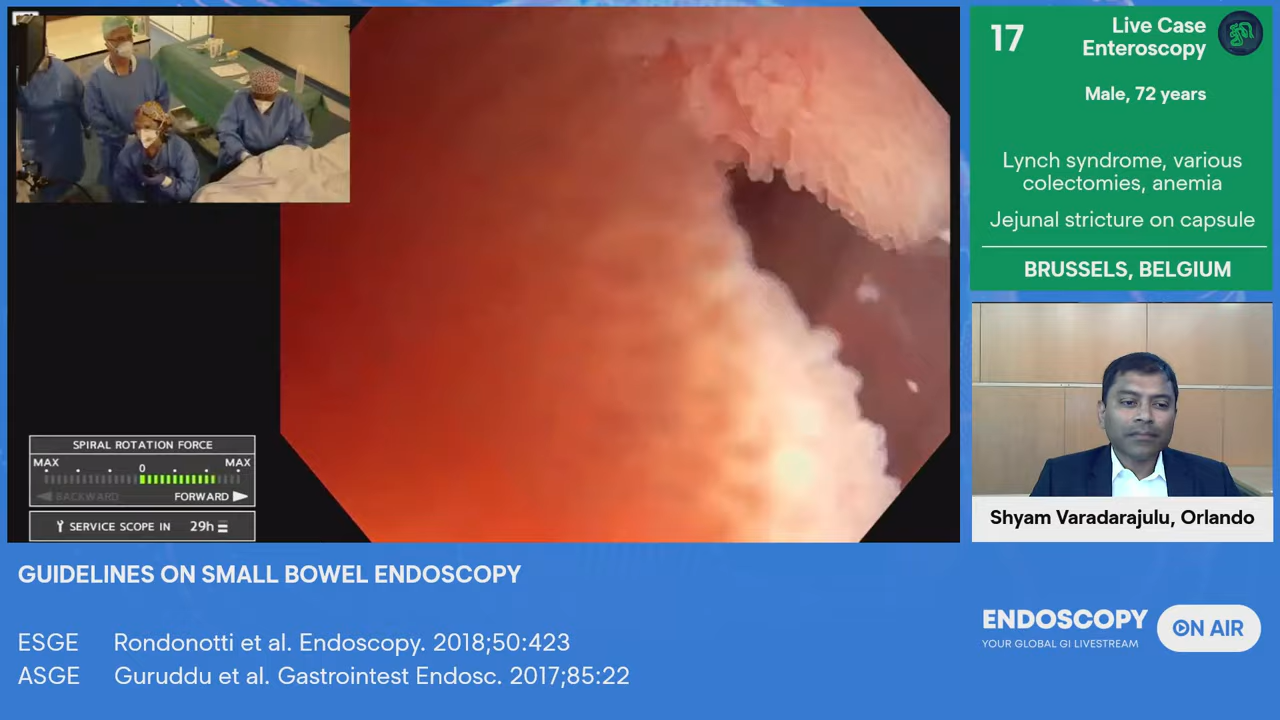 17
Live Case
Enteroscopy
Male, 72 years
Lynch syndrome, various
colectomies, anemia
Jejunal stricture on capsule
BRUSSELS, BELGIUM
SPIRAL ROTATION FORCE
MAX 0 MAX
BACKWARD FORWARD
SERVICE SCOPE IN 29h
Shyam Varadarajulu, Orlando
GUIDELINES ON SMALL BOWEL ENDOSCOPY
ESGE Rondonotti et al. Endoscopy. 2018;50:423
ASGE Guruddu et al. Gastrointest Endosc. 2017;85:22
ENDOSCOPY ON AIR
YOUR GLOBAL GI LIVESTREAM